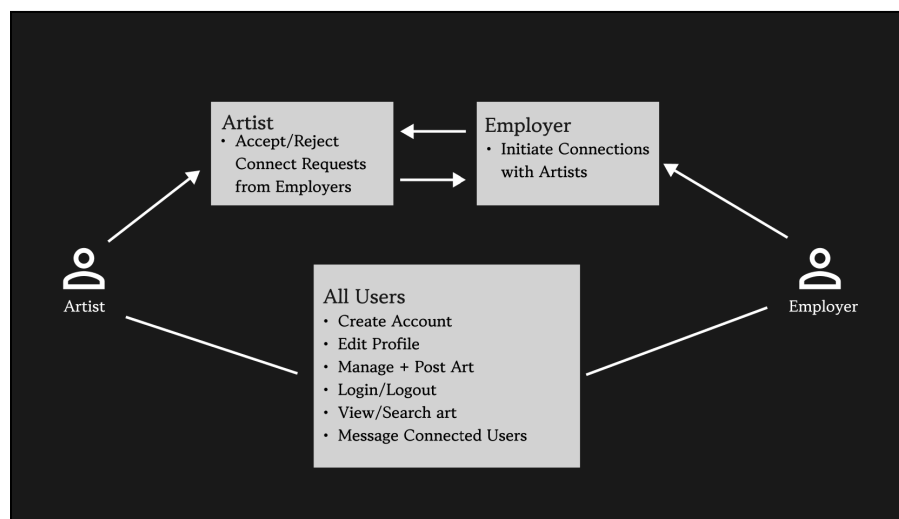 Artist
• Accept/Reject
Connect Requests
from Employers
Employer
• Initiate Connections
with Artists
Artist
Employer
All Users
• Create Account
• Edit Profile
• Manage + Post Art
• Login/Logout
• View/Search art
• Message Connected Users